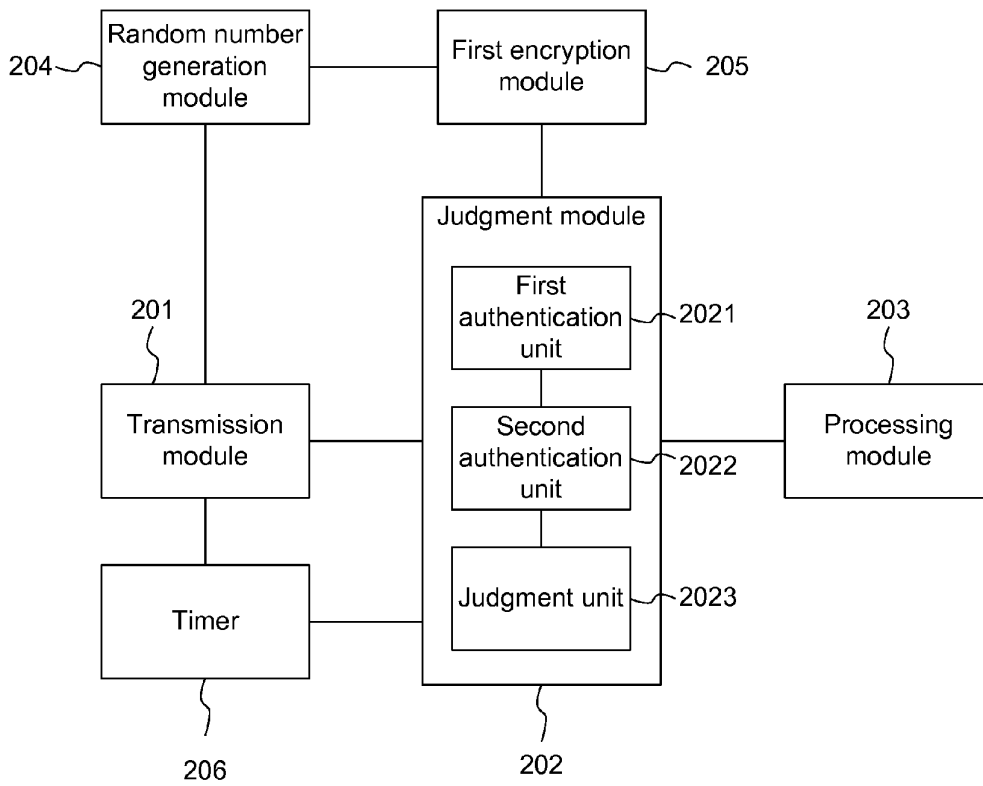 Random number
generation
module
204
First encryption
module
205
Judgment module
First
authentication
unit
2021
201
203
Transmission
module
Second
authentication
unit
2022
Processing
module
Timer
Judgment unit
2023
206
202